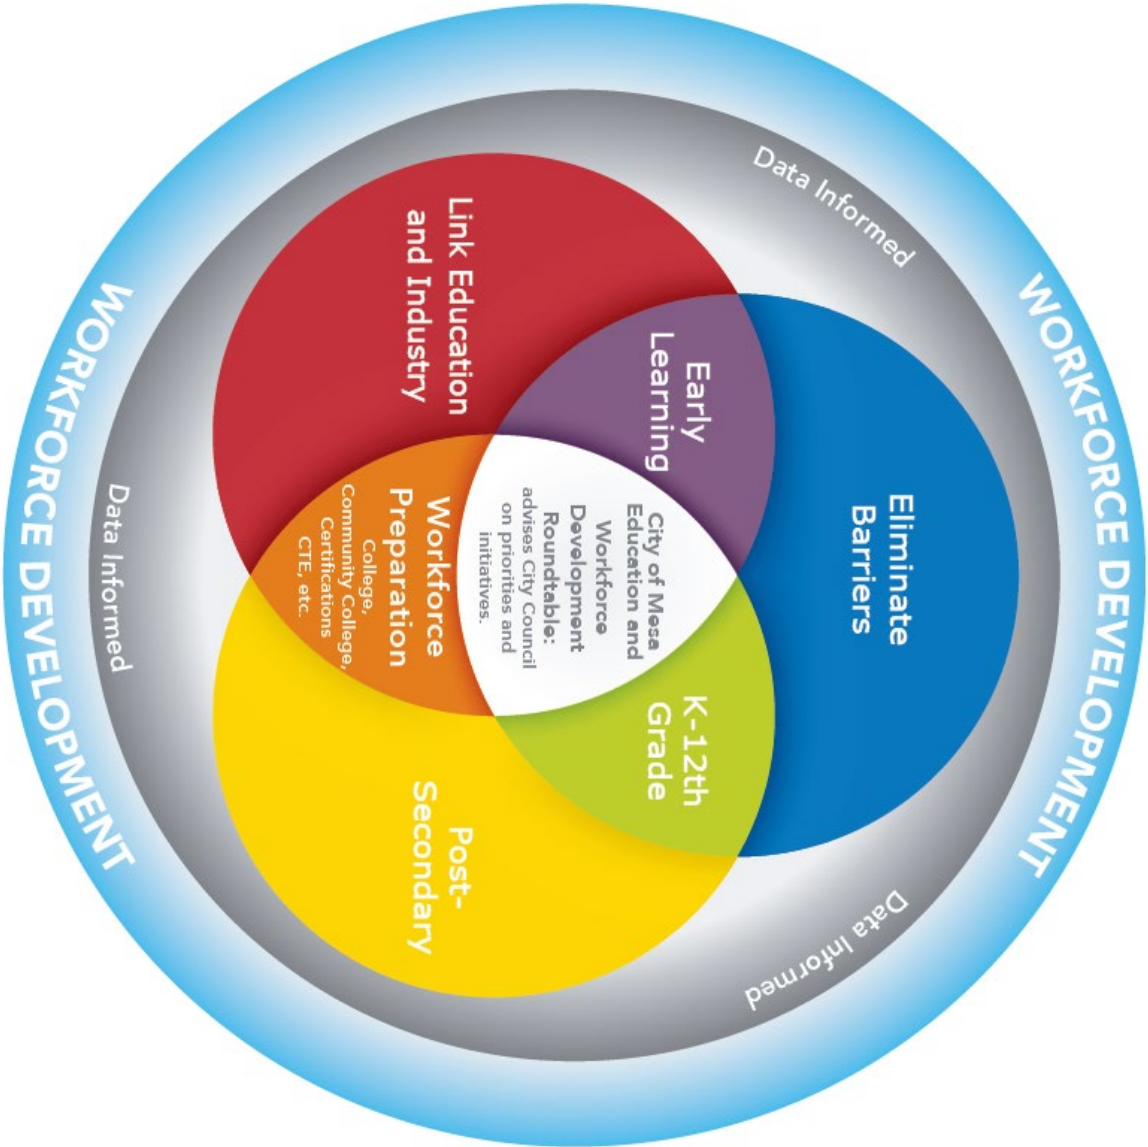 WORKFORCE DEVELOPMENT
Data Informed
Data Informed
Eliminate
Barriers
Early
Learning
K-12th
Grade
City of Mesa
Education and
Workforce
Development
Roundtable:
advises City Council
on priorities and
initiatives.
Link Education
and Industry
Workforce
Preparation
College,
Community College,
Certifications
CTE, etc.
Post-
Secondary
Data Informed
WORKFORCE DEVELOPMENT